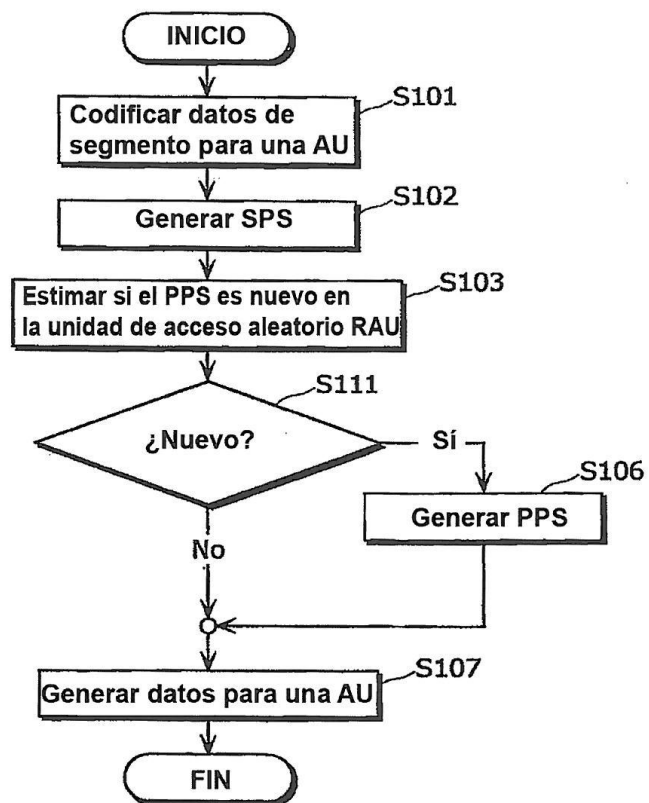 INICIO
S101
Codificar datos de
segmento para una AU
S102
Generar SPS
S103
Estimar si el PPS es nuevo en
la unidad de acceso aleatorio RAU
S111
¿Nuevo?
Sí
S106
Generar PPS
No
S107
Generar datos para una AU
FIN